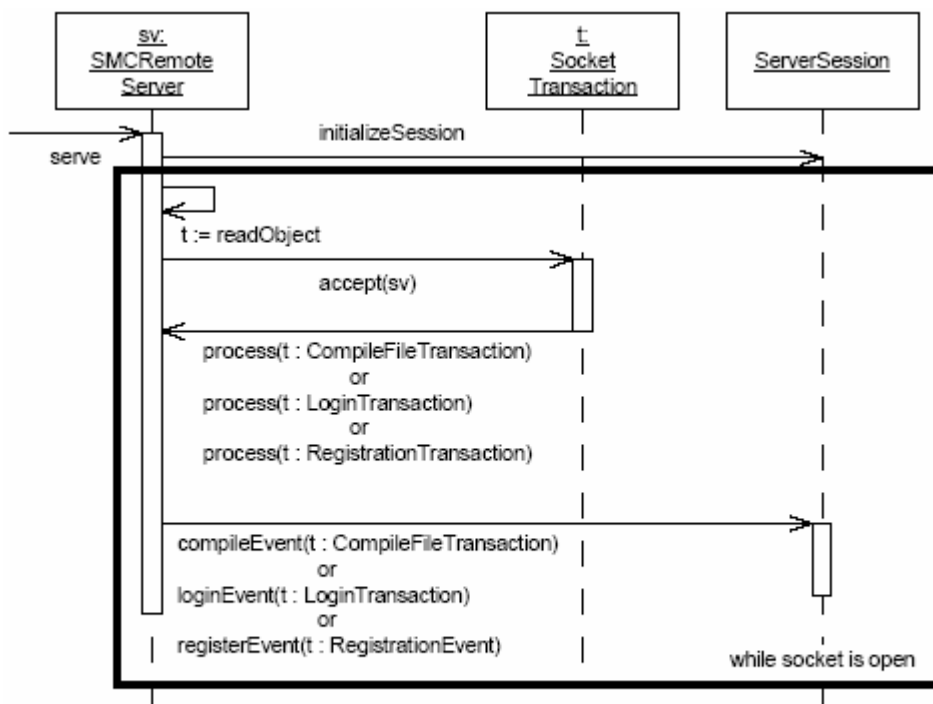 sv:
SMCRemote
Server
t:
Socket
Transaction
ServerSession
initializeSession
serve
t := readObject
accept(sv)
process(t : CompileFileTransaction)
or
process(t : LoginTransaction)
or
process(t : RegistrationTransaction)
compileEvent(t : CompileFileTransaction)
or
loginEvent(t : LoginTransaction)
or
registerEvent(t : RegistrationEvent)
while socket is open